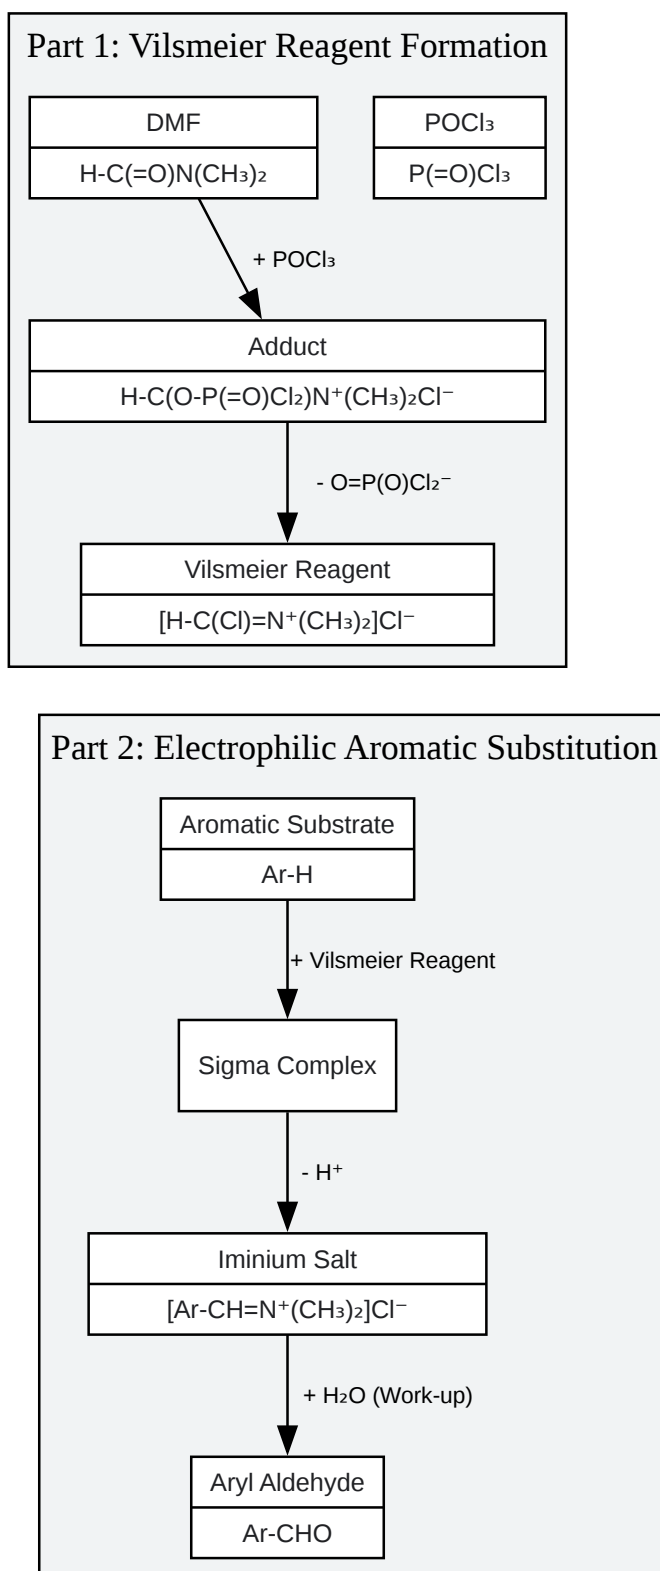 Part 1: Vilsmeier Reagent Formation
DMF
H-C(=O)N(CH₃)₂
POCl₃
P(=O)Cl₃
+ POCl₃
Adduct
H-C(O-P(=O)Cl₂)N⁺(CH₃)₂Cl⁻
- O=P(O)Cl₂⁻
Vilsmeier Reagent
[H-C(Cl)=N⁺(CH₃)₂]Cl⁻
Part 2: Electrophilic Aromatic Substitution
Aromatic Substrate
Ar-H
+ Vilsmeier Reagent
Sigma Complex
- H⁺
Iminium Salt
[Ar-CH=N⁺(CH₃)₂]Cl⁻
+ H₂O (Work-up)
Aryl Aldehyde
Ar-CHO